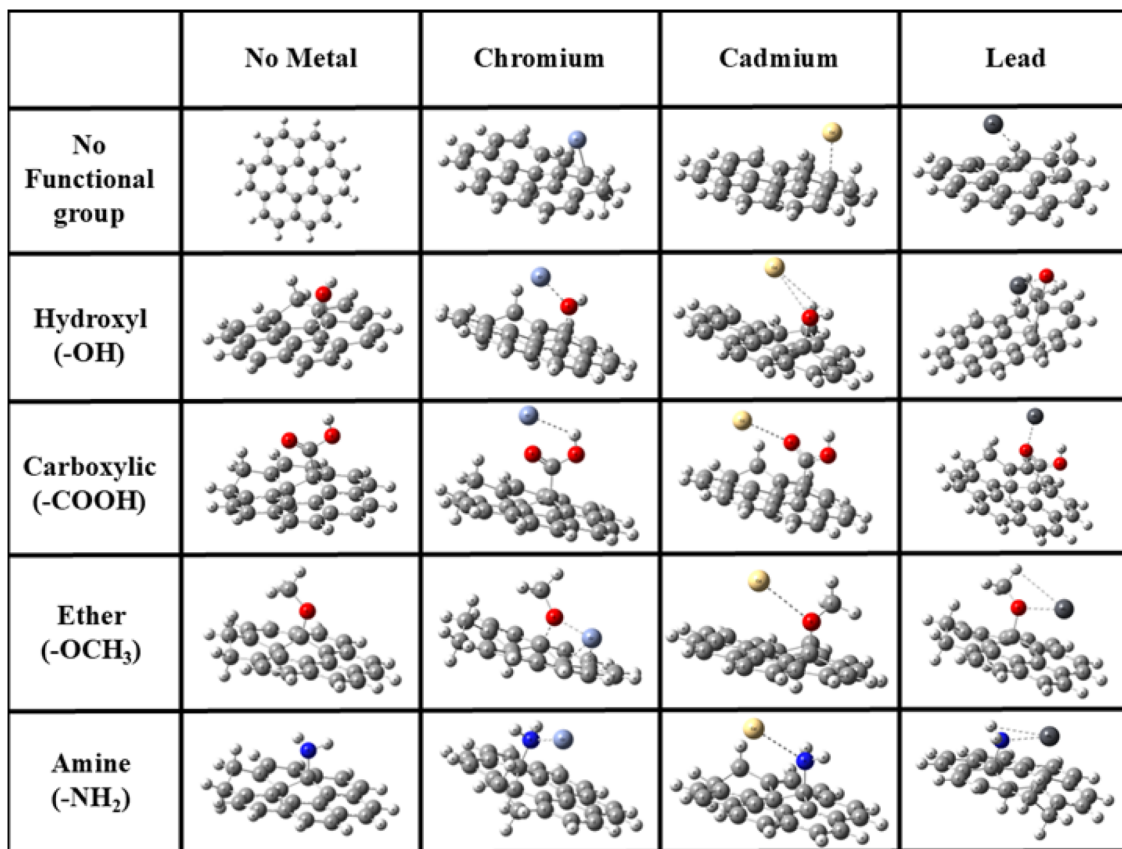 No Metal
Chromium
Cadmium
Lead
No
Functional
group
Hydroxyl
(-OH)
Carboxylic
(-COOH)
Ether
(-OCH₃)
Amine
(-NH₂)